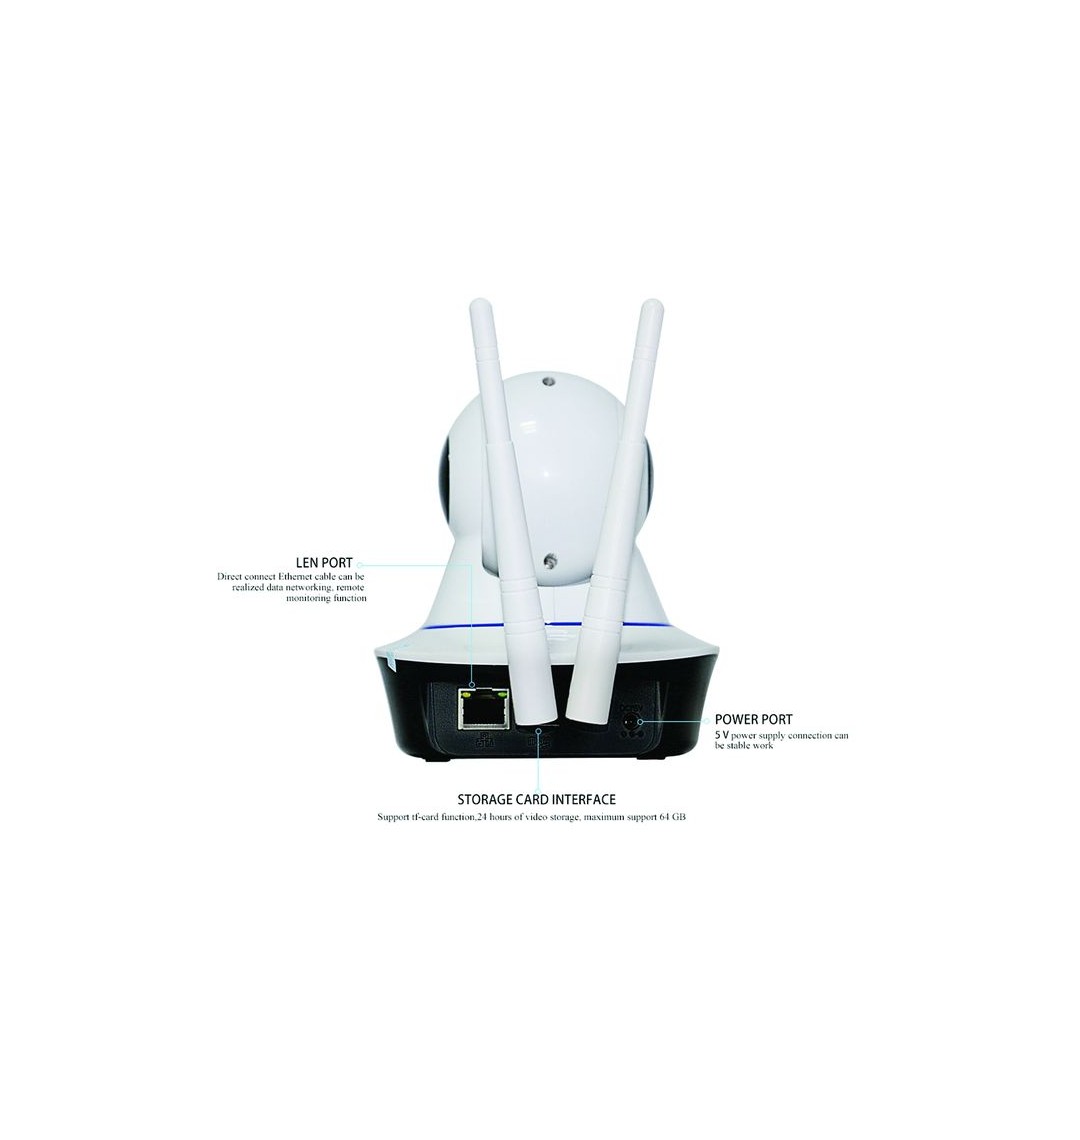 LEN PORT
Direct connect Ethernet cable can be
realized data networking, remote
monitoring function
POWER PORT
5 V power supply connection can
be stable work
STORAGE CARD INTERFACE
Support tf-card function,24 hours of video storage, maximum support 64 GB